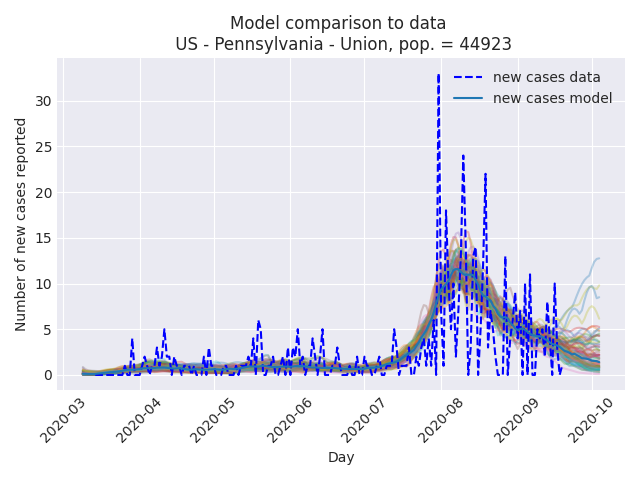 Model comparison to data
US - Pennsylvania - Union, pop. = 44923
new cases data
new cases model
Number of new cases reported
30
25
20
15
10
5
0
2020-03
2020-04
2020-05
2020-06
2020-07
2020-08
2020-09
2020-10
Day